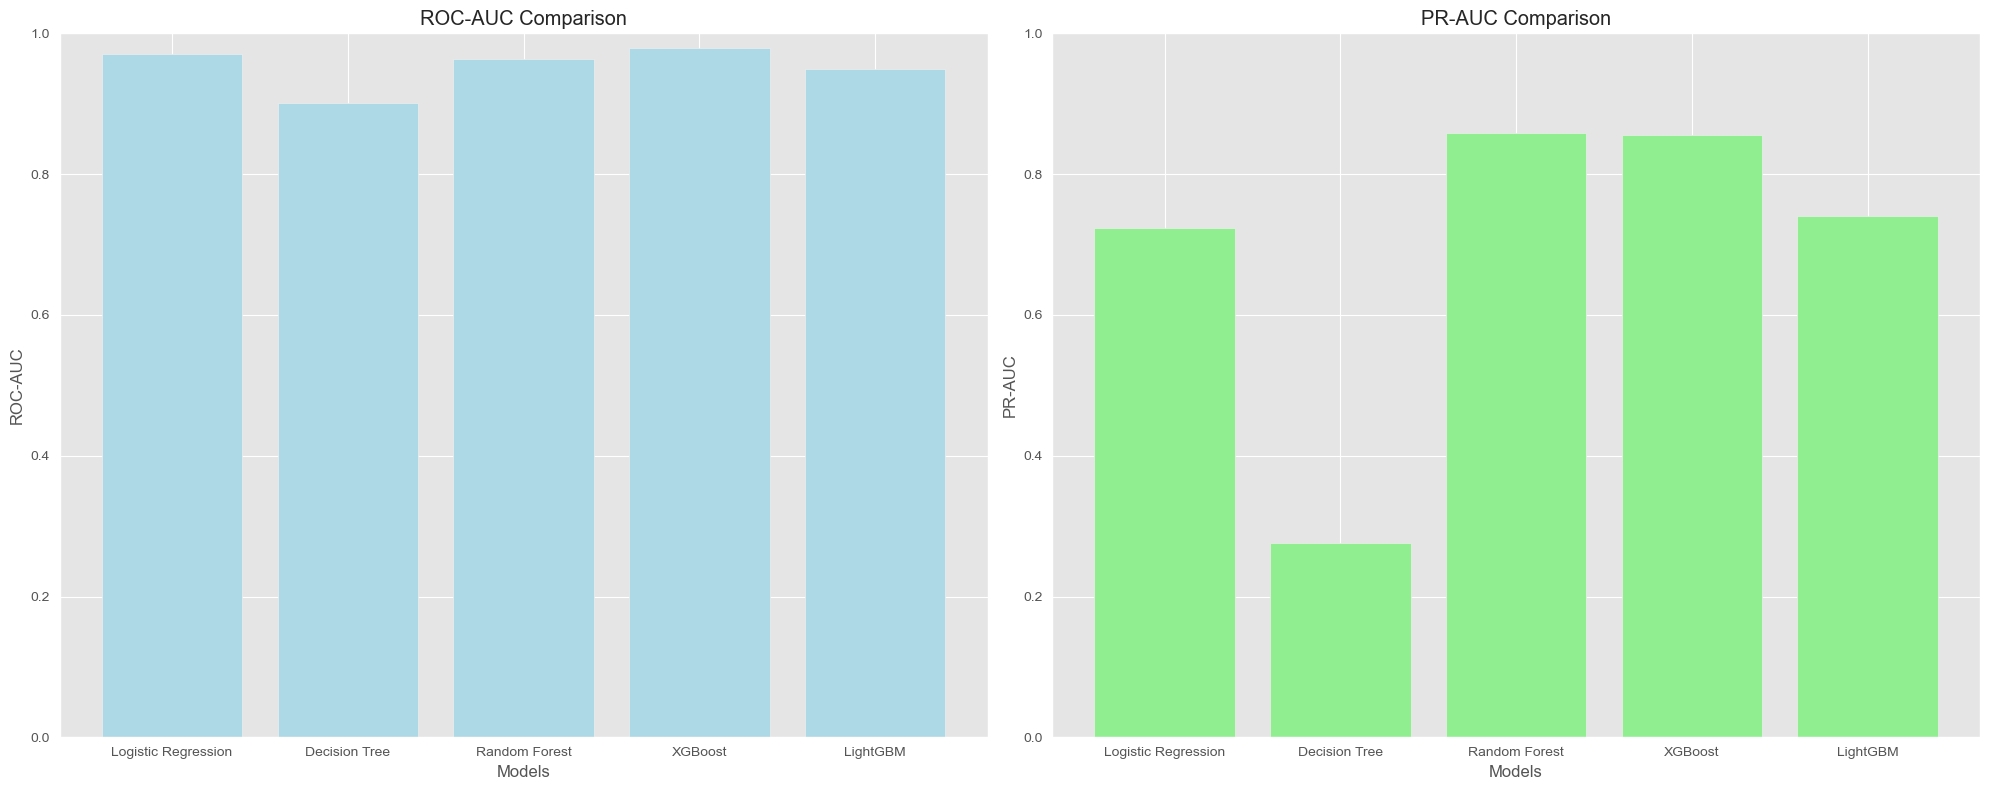 ROC-AUC Comparison
1.0
0.8
0.6
0.4
0.2
0.0
ROC-AUC
Logistic Regression Decision Tree Random Forest XGBoost LightGBM
Models
PR-AUC Comparison
1.0
0.8
0.6
0.4
0.2
0.0
PR-AUC
Logistic Regression Decision Tree Random Forest XGBoost LightGBM
Models